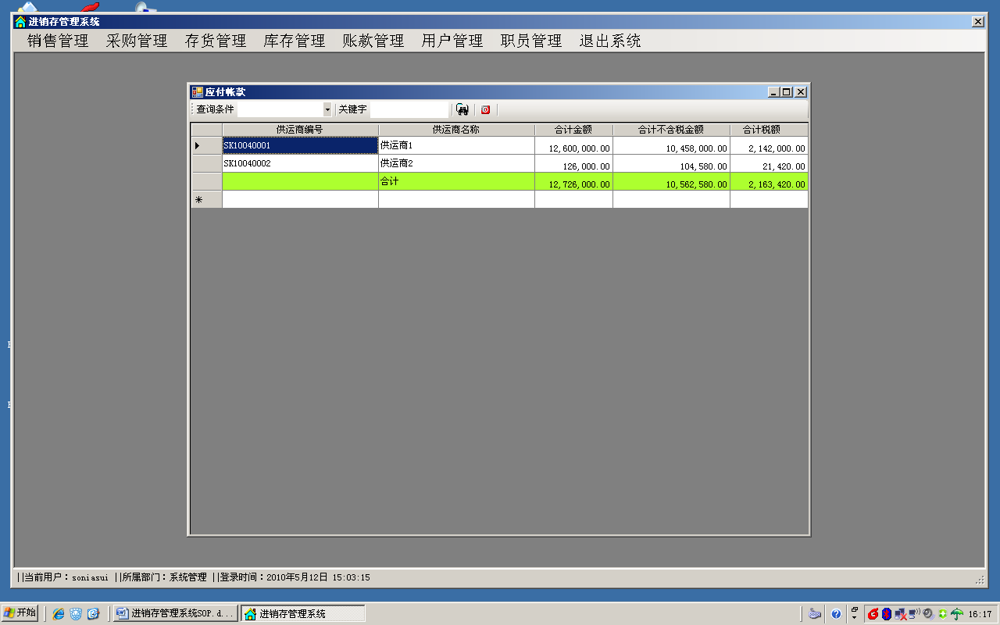 进销存管理系统
销售管理 采购管理 存货管理 库存管理 账款管理 用户管理 职员管理 退出系统
应付帐款
查询条件 关键字
供运商编号 供运商名称 合计金额 合计不含税金额 合计税额
SK10040001 供运商1 12,600,000.00 10,458,000.00 2,142,000.00
SK10040002 供运商2 126,000.00 104,580.00 21,420.00
合计 12,726,000.00 10,562,580.00 2,163,420.00
||当前用户：soniasui ||所属部门：系统管理 ||登录时间：2010年5月12日 15:03:15
开始 进销存管理系统SOP.d... 进销存管理系统 16:17